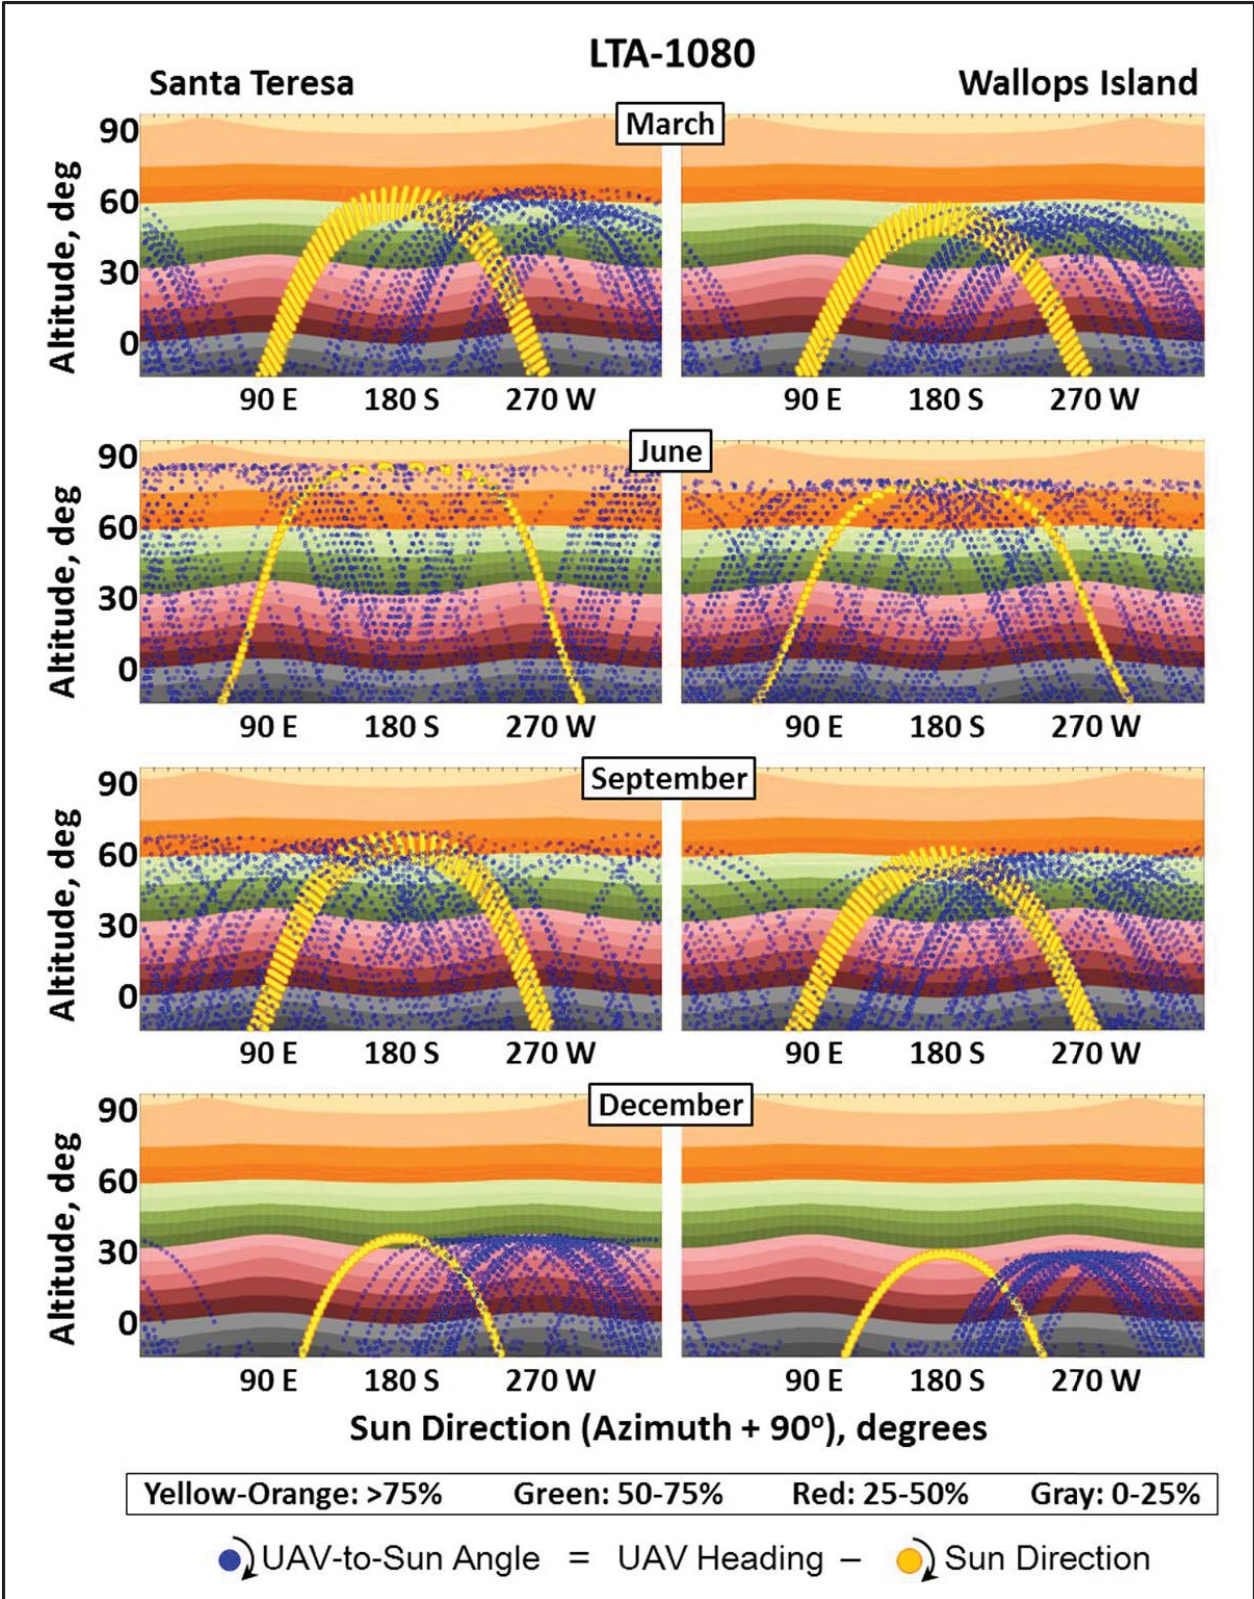 LTA-1080
Santa Teresa Wallops Island
March
Altitude, deg
90
60
30
0
90 E 180 S 270 W 90 E 180 S 270 W
June
Altitude, deg
90
60
30
0
90 E 180 S 270 W 90 E 180 S 270 W
September
Altitude, deg
90
60
30
0
90 E 180 S 270 W 90 E 180 S 270 W
December
Altitude, deg
90
60
30
0
90 E 180 S 270 W 90 E 180 S 270 W
Sun Direction (Azimuth + 90º), degrees
Yellow-Orange: >75% Green: 50-75% Red: 25-50% Gray: 0-25%
UAV-to-Sun Angle = UAV Heading – Sun Direction